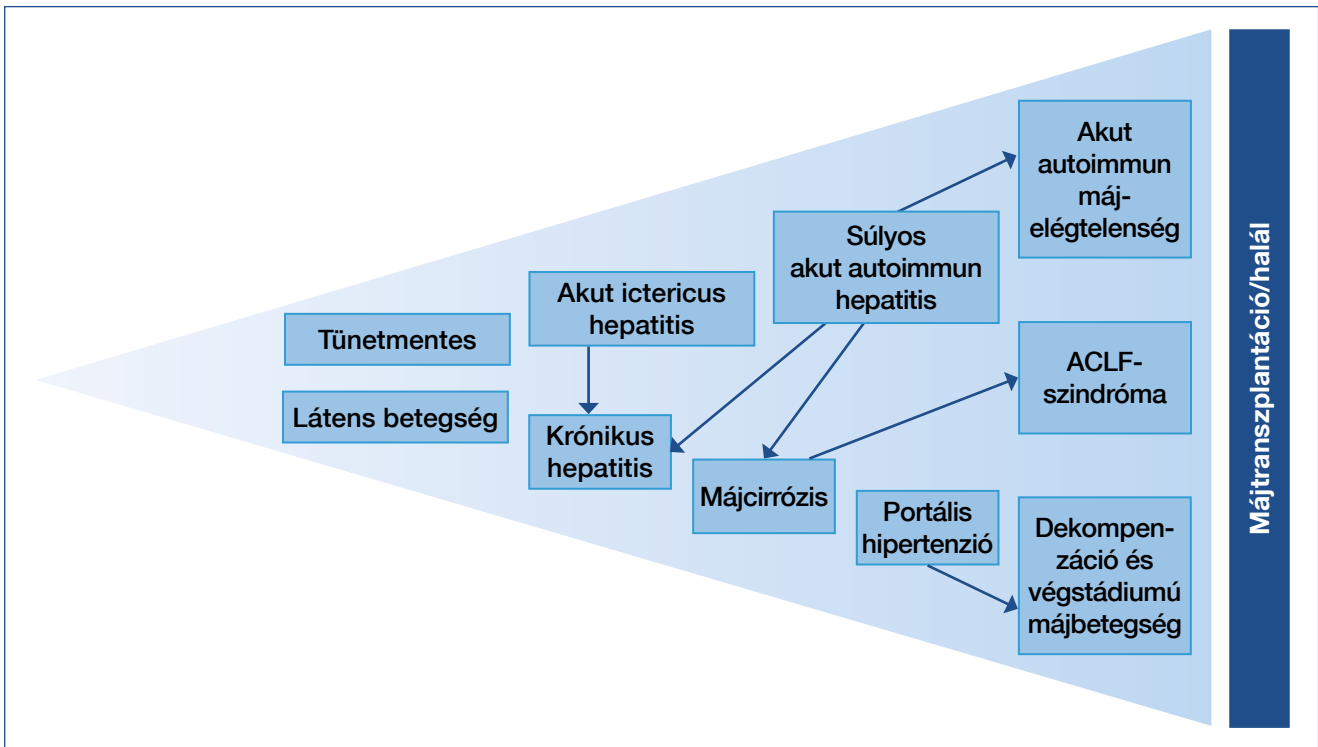 Tünetmentes
Látens betegség
Akut ictericus
hepatitis
Krónikus
hepatitis
Súlyos
akut autoimmun
hepatitis
Májcirrózis
Portális
hipertenzió
Akut
autoimmun
máj-
elégtelenség
ACLF-
szindróma
Dekompen-
záció és
végstádiumú
májbetegség
Májtranszplantáció/halál